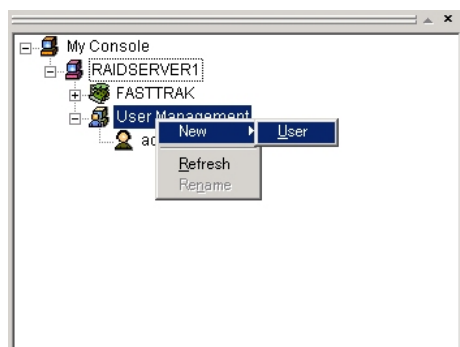 My Console
RAIDSERVER1
FASTTRAK
User Management
New
User
Refresh
Rename